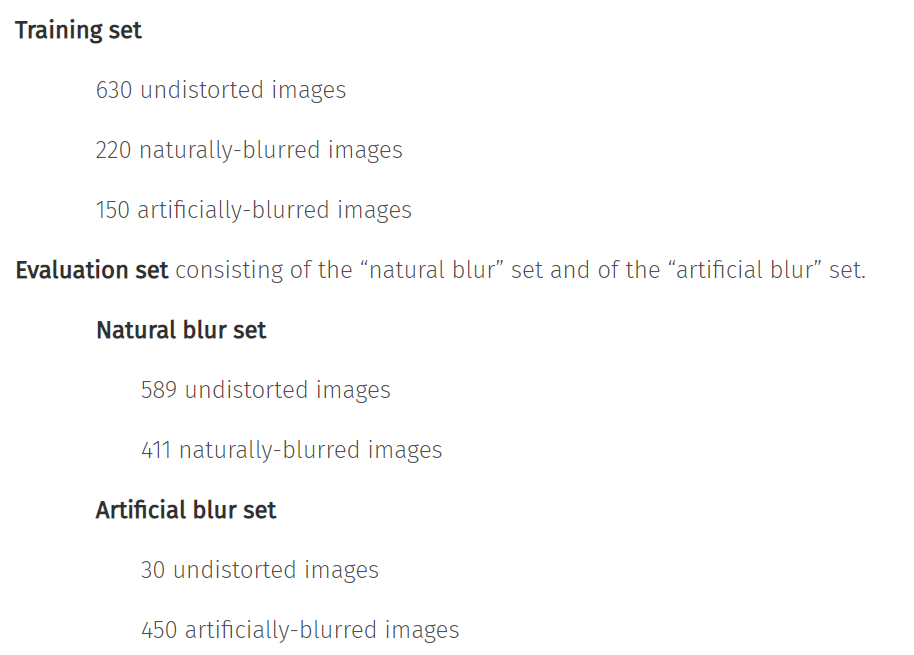 Training set
630 undistorted images
220 naturally-blurred images
150 artificially-blurred images
Evaluation set consisting of the “natural blur” set and of the “artificial blur” set.
Natural blur set
589 undistorted images
411 naturally-blurred images
Artificial blur set
30 undistorted images
450 artificially-blurred images